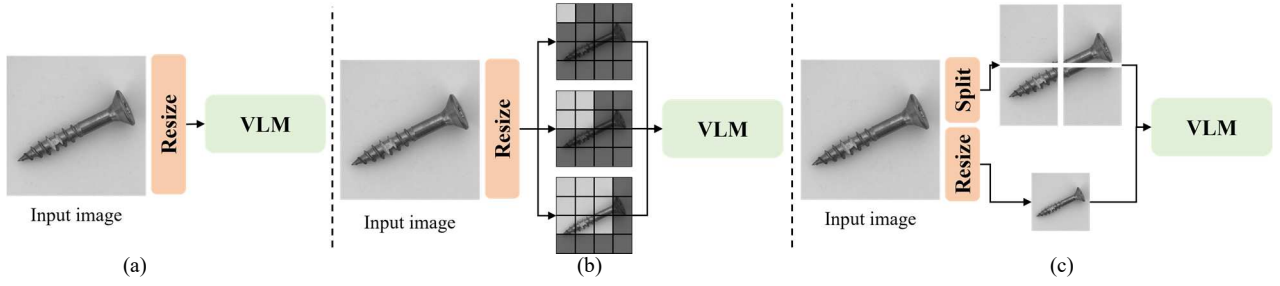 Resize
VLM
Input image
(a)
Resize
VLM
Input image
(b)
Split
Resize
VLM
Input image
(c)